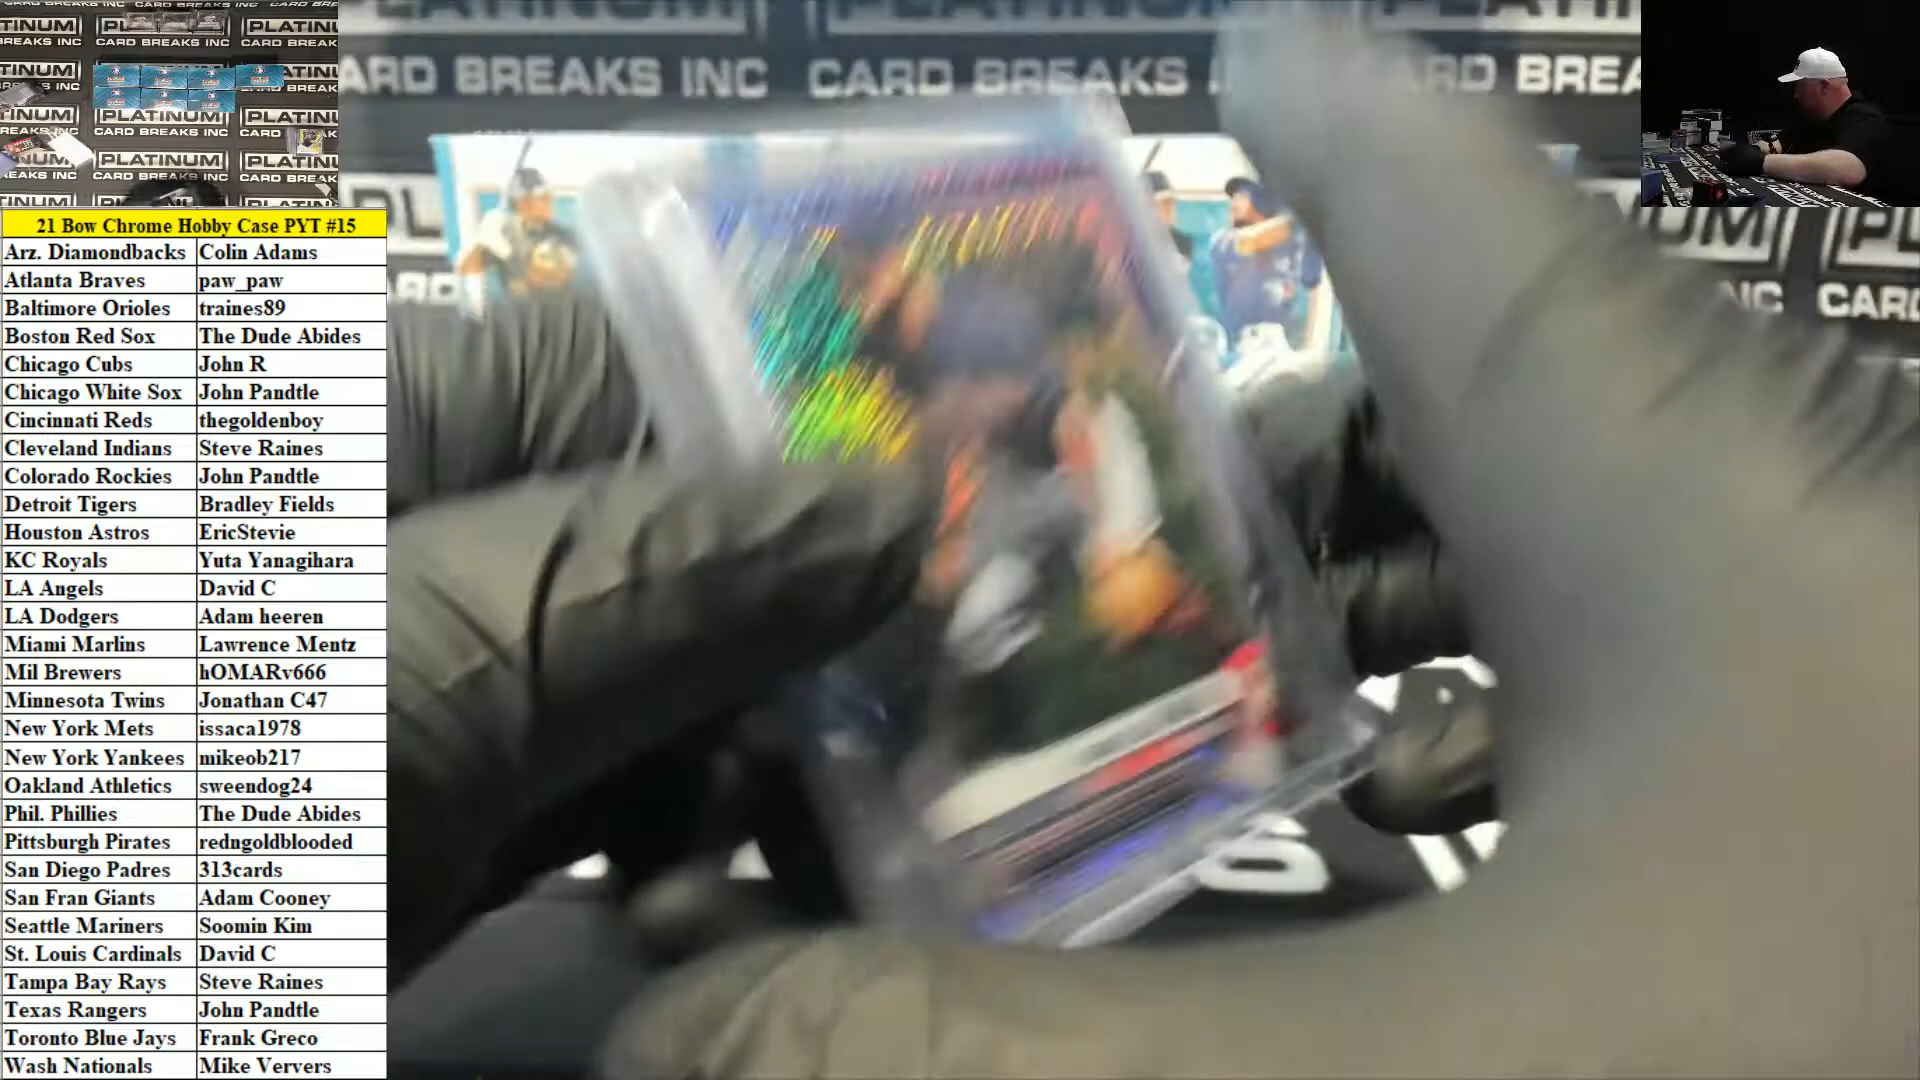 21 Bow Chrome Hobby Case PYT #15
Arz. Diamondbacks Colin Adams
Atlanta Braves paw_paw
Baltimore Orioles traines89
Boston Red Sox The Dude Abides
Chicago Cubs John R
Chicago White Sox John Pandtle
Cincinnati Reds thegoldenboy
Cleveland Indians Steve Raines
Colorado Rockies John Pandtle
Detroit Tigers Bradley Fields
Houston Astros EricStevie
KC Royals Yuta Yanagihara
LA Angels David C
LA Dodgers Adam heeren
Miami Marlins Lawrence Mentz
Mil Brewers hOMARv666
Minnesota Twins Jonathan C47
New York Mets issaca1978
New York Yankees mikeob217
Oakland Athletics sweendog24
Phil. Phillies The Dude Abides
Pittsburgh Pirates redngoldblooded
San Diego Padres 313cards
San Fran Giants Adam Cooney
Seattle Mariners Soomin Kim
St. Louis Cardinals David C
Tampa Bay Rays Steve Raines
Texas Rangers John Pandtle
Toronto Blue Jays Frank Greco
Wash Nationals Mike Ververs
PLATINUM
CARD BREAKS INC
PLATINUM
CARD BREAKS INC
PLATINUM
ARD BREAKS INC CARD BREAKS RD BREA